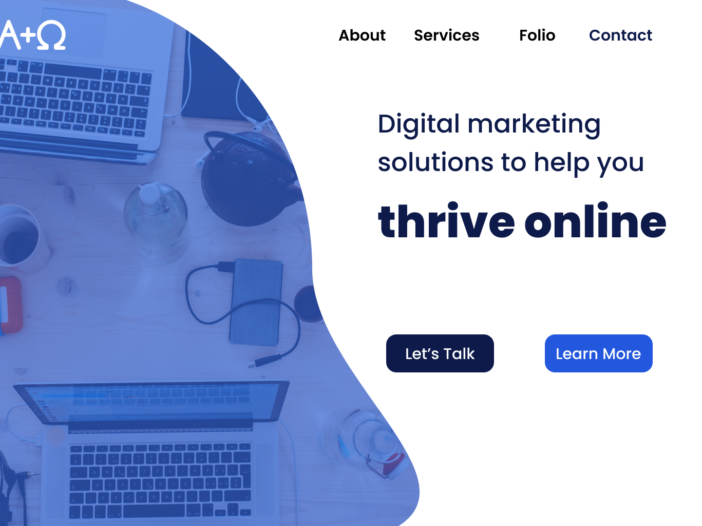 A+Ω
About Services Folio Contact
Digital marketing
solutions to help you
thrive online
Let’s Talk Learn More